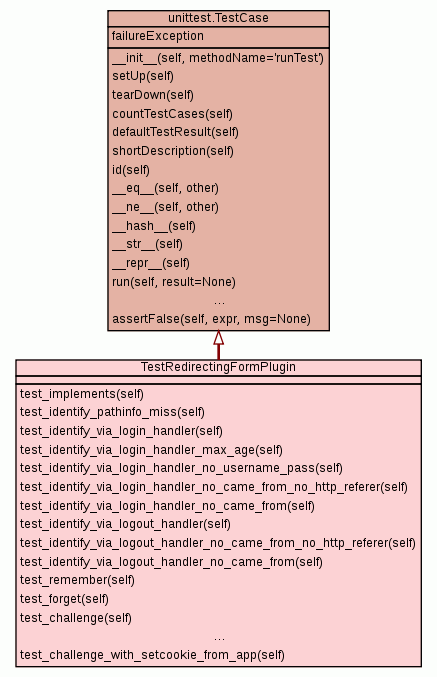 unittest.TestCase
failureException
__init__(self, methodName='runTest')
setUp(self)
tearDown(self)
countTestCases(self)
defaultTestResult(self)
shortDescription(self)
id(self)
__eq__(self, other)
__ne__(self, other)
__hash__(self)
__str__(self)
__repr__(self)
run(self, result=None)
...
assertFalse(self, expr, msg=None)
TestRedirectingFormPlugin
test_implements(self)
test_identify_pathinfo_miss(self)
test_identify_via_login_handler(self)
test_identify_via_login_handler_max_age(self)
test_identify_via_login_handler_no_username_pass(self)
test_identify_via_login_handler_no_came_from_no_http_referer(self)
test_identify_via_login_handler_no_came_from(self)
test_identify_via_logout_handler(self)
test_identify_via_logout_handler_no_came_from_no_http_referer(self)
test_identify_via_logout_handler_no_came_from(self)
test_remember(self)
test_forget(self)
test_challenge(self)
...
test_challenge_with_setcookie_from_app(self)